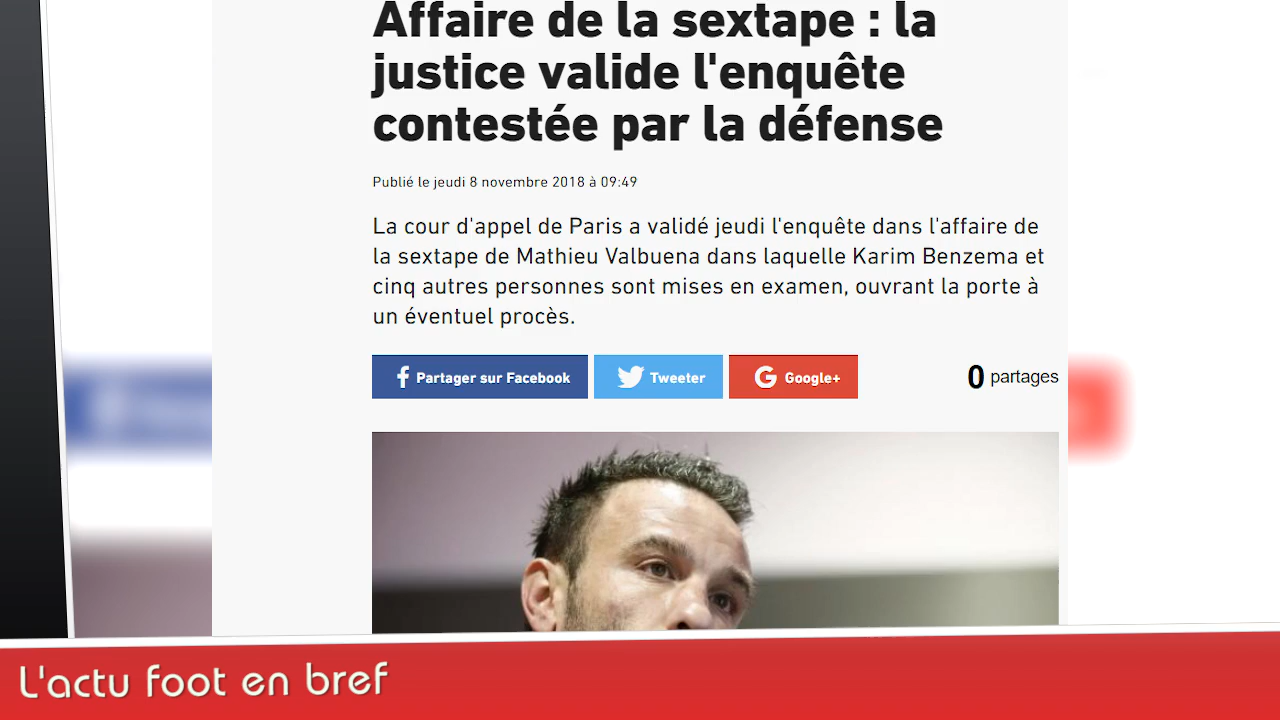 Affaire de la sextape : la
justice valide l'enquête
contestée par la défense
Publié le jeudi 8 novembre 2018 à 09:49
La cour d'appel de Paris a validé jeudi l'enquête dans l'affaire de
la sextape de Mathieu Valbuena dans laquelle Karim Benzema et
cinq autres personnes sont mises en examen, ouvrant la porte à
un éventuel procès.
Partager sur Facebook
Tweeter
Google+
0 partages
L'actu foot en bref